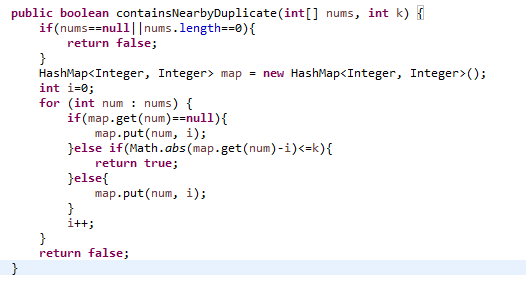 public boolean containsNearbyDuplicate(int[] nums, int k) {
    if(nums==null||nums.length==0){
        return false;
    }
    HashMap<Integer, Integer> map = new HashMap<Integer, Integer>();
    int i=0;
    for (int num : nums) {
        if(map.get(num)==null){
            map.put(num, i);
        }else if(Math.abs(map.get(num)-i)<=k){
            return true;
        }else{
            map.put(num, i);
        }
        i++;
    }
    return false;
}